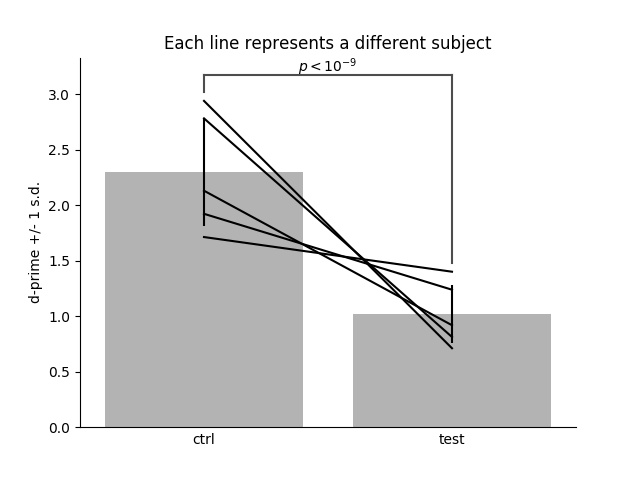 Each line represents a different subject
p < 10⁻⁹
3.0
2.5
2.0
1.5
1.0
0.5
0.0
d-prime +/- 1 s.d.
ctrl
test